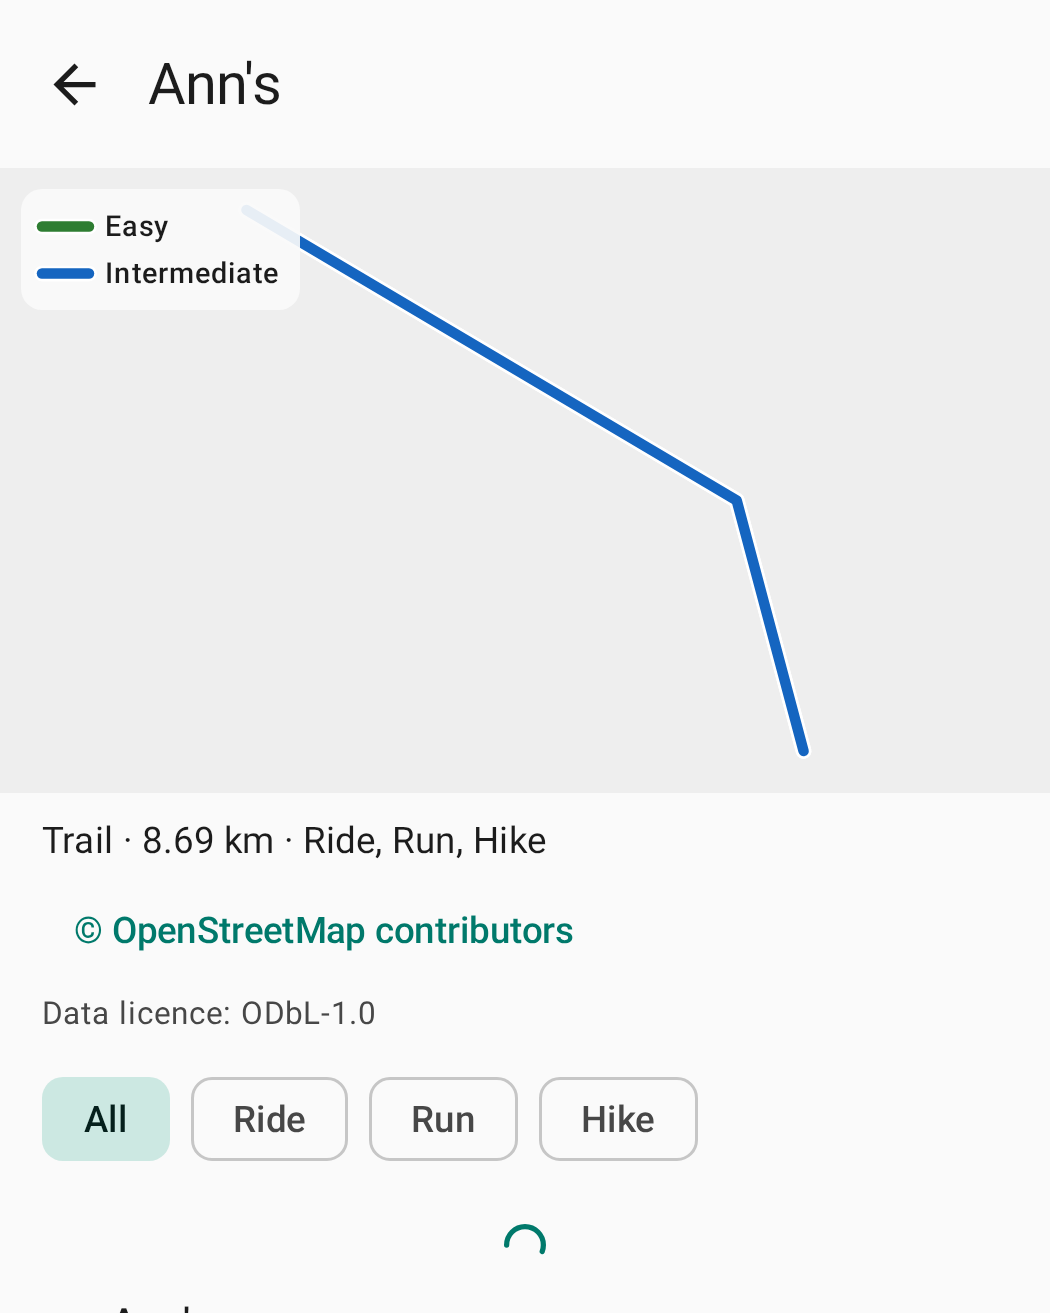 Ann's
Easy
Intermediate
Trail · 8.69 km · Ride, Run, Hike
© OpenStreetMap contributors
Data licence: ODbL-1.0
All
Ride
Run
Hike